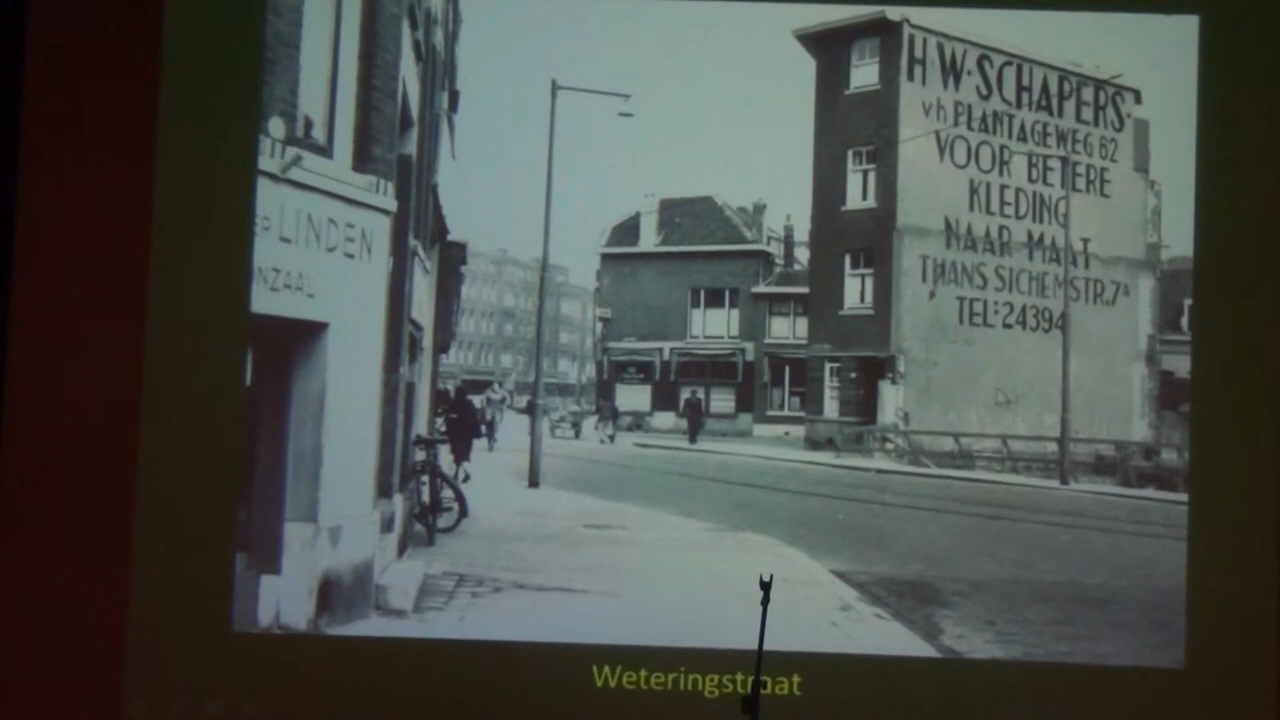 LINDEN
NZAAL
H W. SCHAPERS.
vh PLANTAGEWEG 62
VOOR BETERE
KLEDING
NAAR MAAT
THANS SICHEMSTR. 7A
TEL: 24394
Weteringstraat